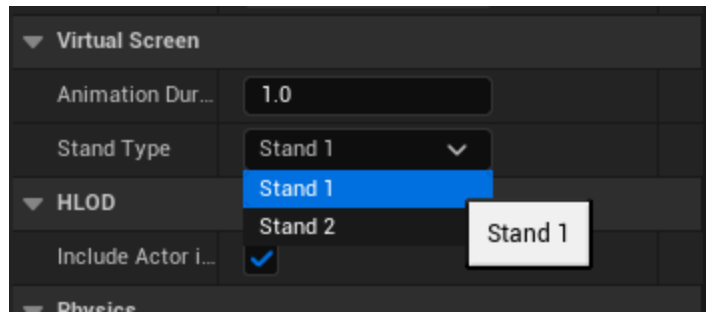 Virtual Screen
Animation Dur... 1.0
Stand Type Stand 1
Stand 1
HLOD
Stand 2
Stand 1
Include Actor i...
Physics